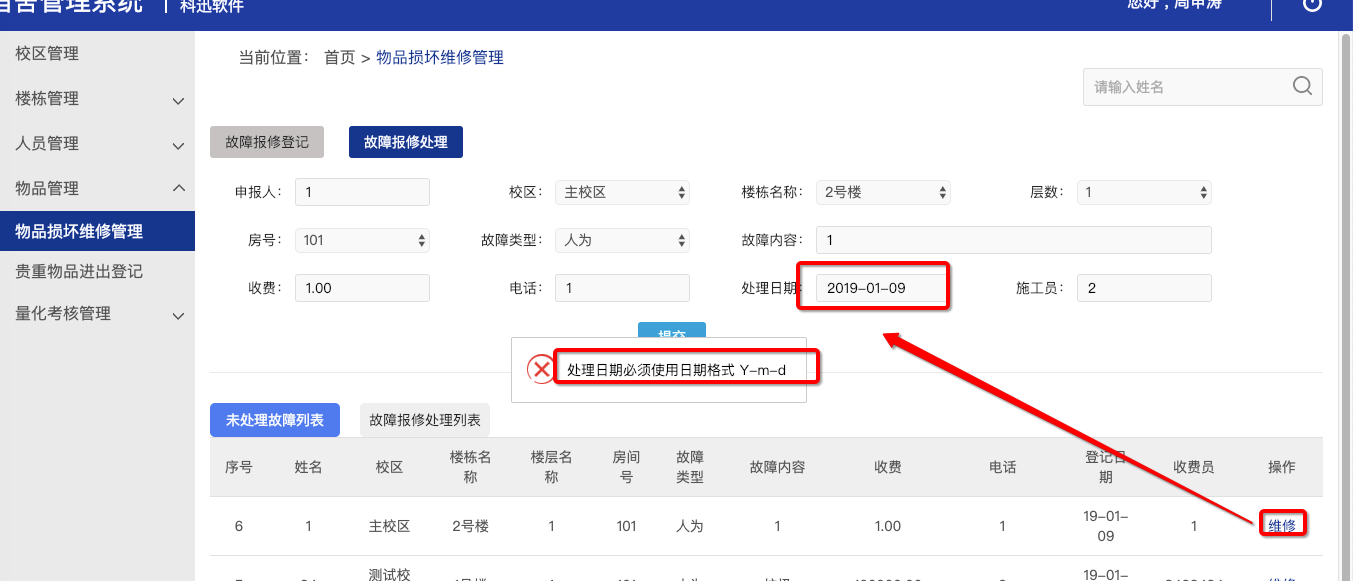 宿舍管理系统 | 科迅软件
您好，周申涛
校区管理
楼栋管理
人员管理
物品管理
物品损坏维修管理
贵重物品进出登记
量化考核管理
当前位置： 首页 > 物品损坏维修管理
请输入姓名
故障报修登记 故障报修处理
申报人： 1 校区： 主校区 楼栋名称： 2号楼 层数： 1
房号： 101 故障类型： 人为 故障内容： 1
收费： 1.00 电话： 1 处理日期： 2019-01-09 施工员： 2
提交
处理日期必须使用日期格式 Y-m-d
未处理故障列表 故障报修处理列表
序号 姓名 校区 楼栋名称 楼层名称 房间号 故障类型 故障内容 收费 电话 登记日期 收费员 操作
6 1 主校区 2号楼 1 101 人为 1 1.00 1 19-01-09 1 维修
测试校 19-01-